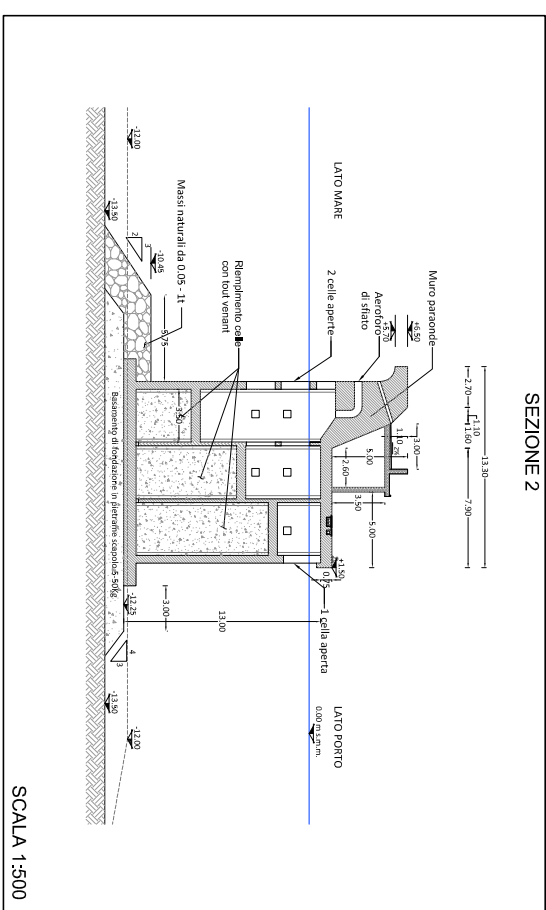 SEZIONE 2
13.30
2.70
1.10
1.60
7.90
3.00
+6.50
+5.70
1.10
5.00
5.00
2.60
3.50
+1.50
Muro paraonde
Aeroforo
di sfiato
2 celle aperta
1 cella aperta
LATO MARE
LATO PORTO
0.00 m s.m.m.
Riempimento celle
con tout venant
3.50
13.00
3.00
5.75
Massi naturali da 0.05 - 1t
-10.45
3
2
-12.00
-13.50
Basamento di fondazione in pietrame scapolo 5-50kg
-12.25
4
3
-13.50
-12.00
SCALA 1:500